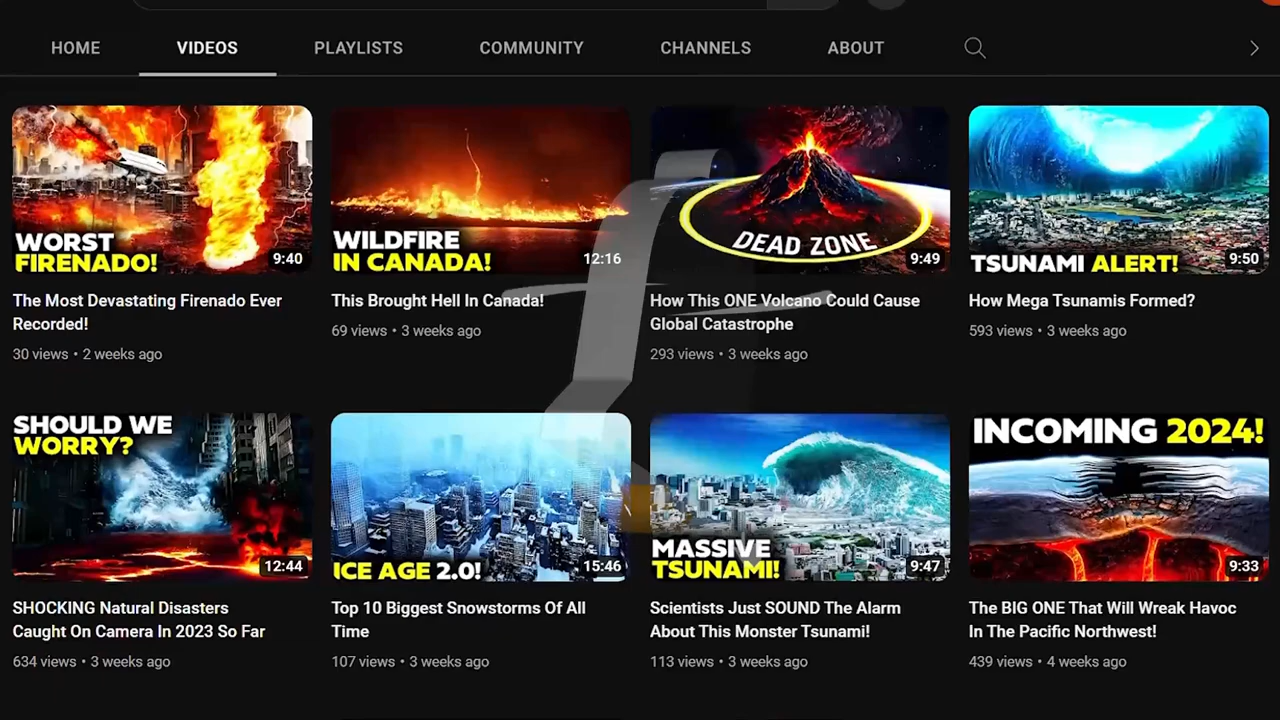 HOME VIDEOS PLAYLISTS COMMUNITY CHANNELS ABOUT
WORST
FIRENADO!
9:40
The Most Devastating Firenado Ever
Recorded!
30 views • 2 weeks ago
WILDFIRE
IN CANADA!
12:16
This Brought Hell In Canada!
69 views • 3 weeks ago
DEAD ZONE
9:49
How This ONE Volcano Could Cause
Global Catastrophe
293 views • 3 weeks ago
TSUNAMI ALERT!
9:50
How Mega Tsunamis Formed?
593 views • 3 weeks ago
SHOULD WE
WORRY?
12:44
SHOCKING Natural Disasters
Caught On Camera In 2023 So Far
634 views • 3 weeks ago
ICE AGE 2.0!
15:46
Top 10 Biggest Snowstorms Of All
Time
107 views • 3 weeks ago
MASSIVE
TSUNAMI!
9:47
Scientists Just SOUND The Alarm
About This Monster Tsunami!
113 views • 3 weeks ago
INCOMING 2024!
9:33
The BIG ONE That Will Wreak Havoc
In The Pacific Northwest!
439 views • 4 weeks ago